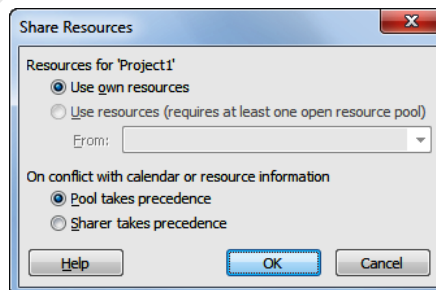 Share Resources
X
Resources for 'Project1'
Use own resources
Use resources (requires at least one open resource pool)
From:
On conflict with calendar or resource information
Pool takes precedence
Sharer takes precedence
Help
OK
Cancel